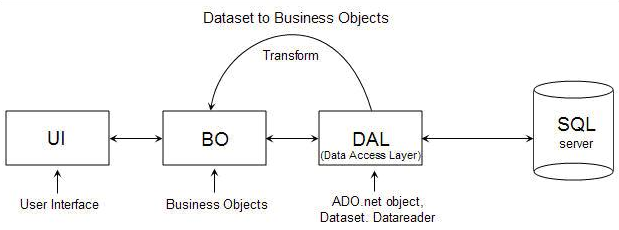 Dataset to Business Objects
Transform
UI
BO
DAL
(Data Access Layer)
SQL
server
User Interface
Business Objects
ADO.net object,
Dataset. Datareader